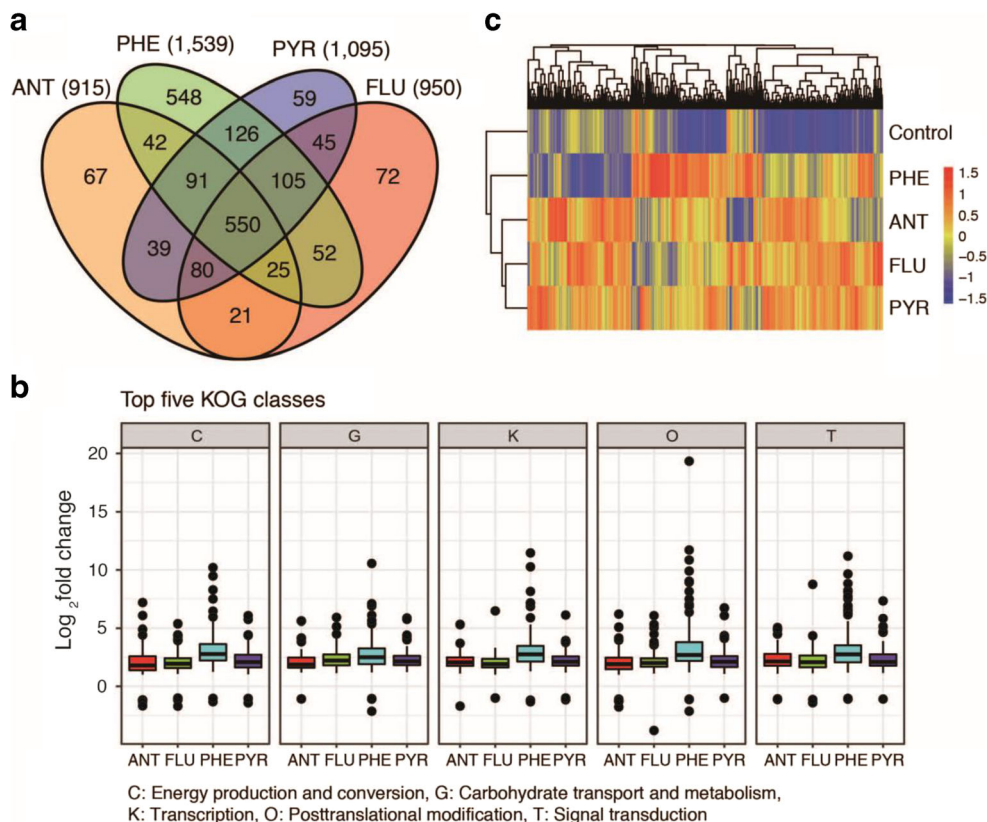 a
PHE (1,539)
PYR (1,095)
ANT (915)
FLU (950)
548
59
42
126
45
67
91
105
72
550
39
80
25
52
21
c
Control
PHE
ANT
FLU
PYR
1.5
1
0.5
0
−0.5
−1
−1.5
b
Top five KOG classes
C
G
K
O
T
Log2fold change
20
15
10
5
0
ANT FLU PHE PYR
ANT FLU PHE PYR
ANT FLU PHE PYR
ANT FLU PHE PYR
ANT FLU PHE PYR
C: Energy production and conversion, G: Carbohydrate transport and metabolism,
K: Transcription, O: Posttranslational modification, T: Signal transduction